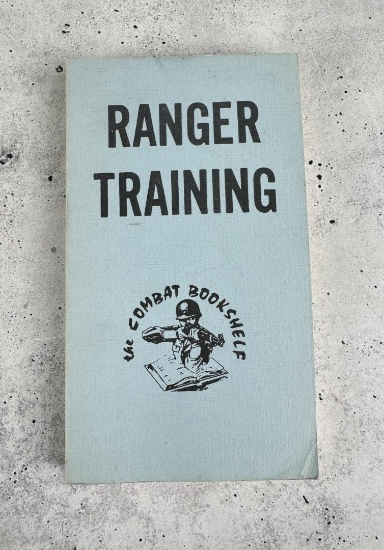 RANGER
TRAINING
the COMBAT BOOKSHELF